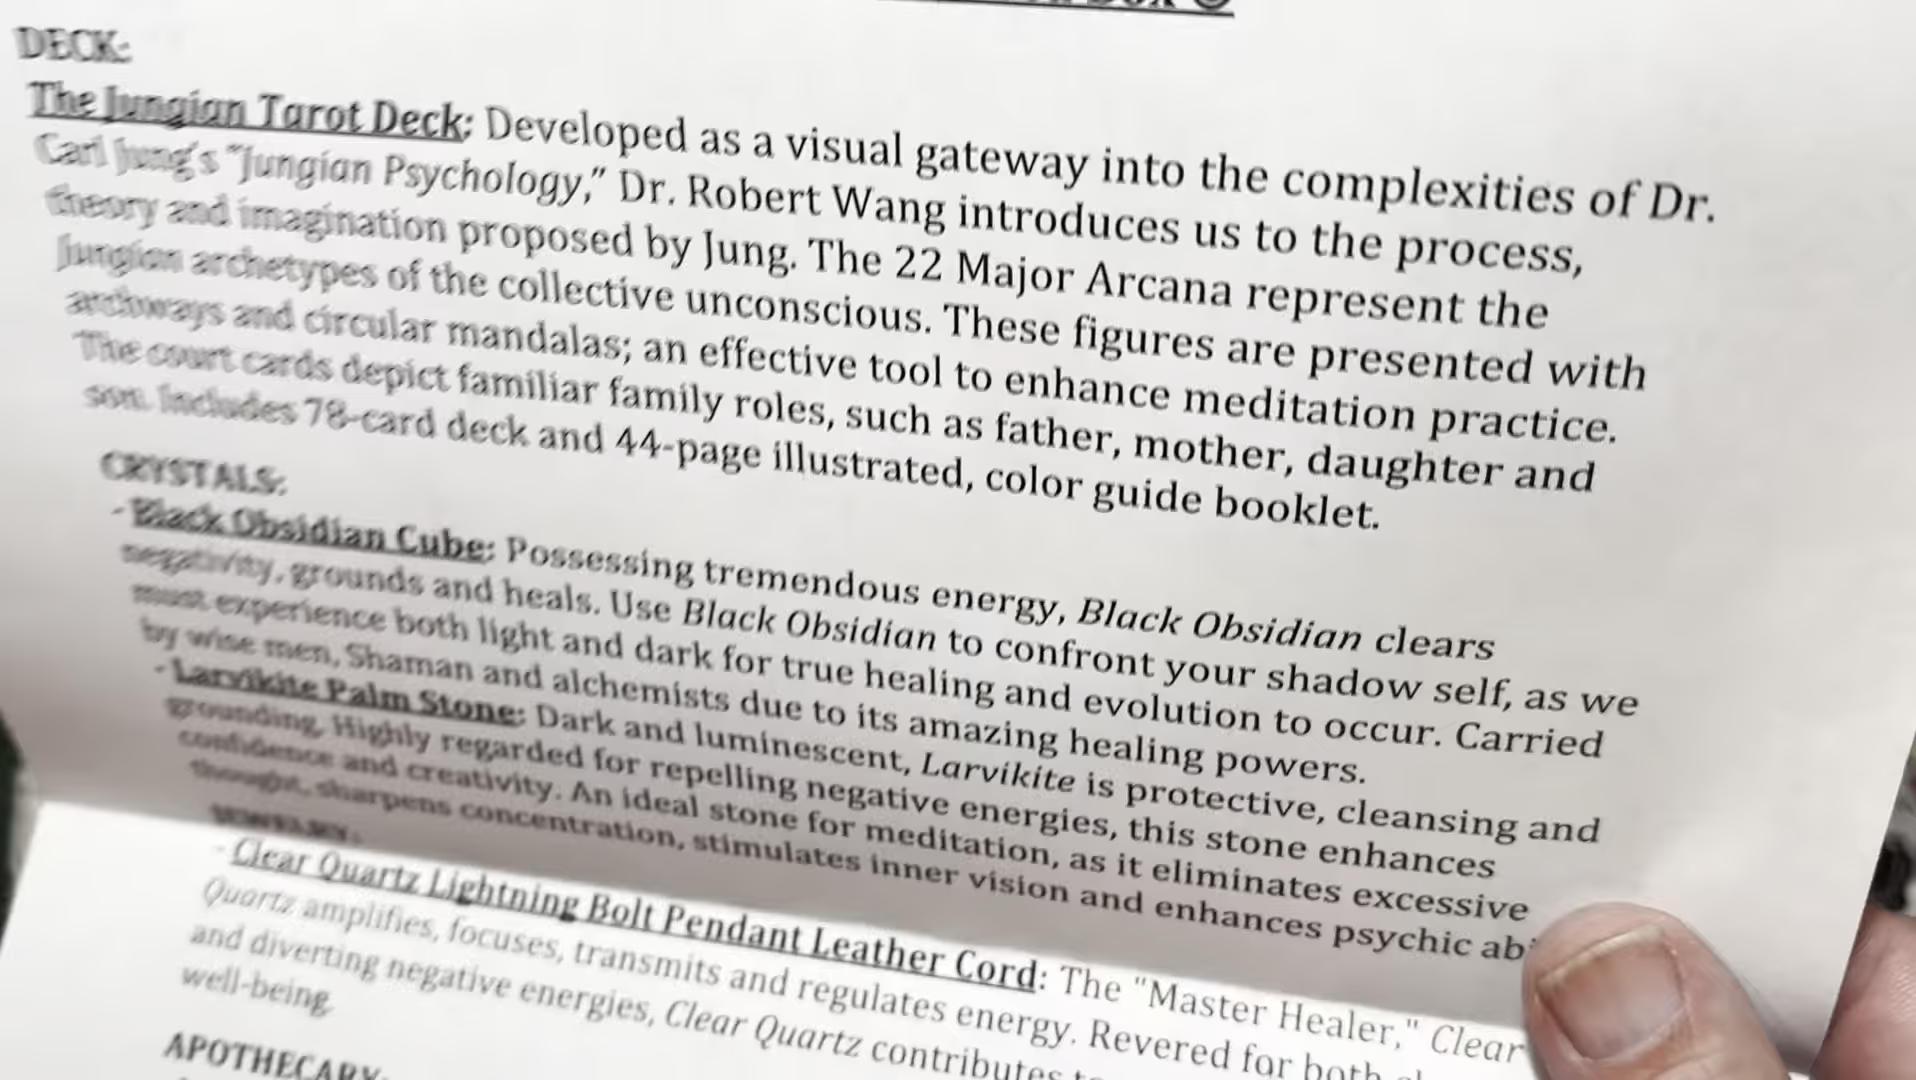 DECK:
The Jungian Tarot Deck: Developed as a visual gateway into the complexities of Dr.
Carl Jung's "Jungian Psychology," Dr. Robert Wang introduces us to the process,
theory and imagination proposed by Jung. The 22 Major Arcana represent the
Jungian archetypes of the collective unconscious. These figures are presented with
archways and circular mandalas; an effective tool to enhance meditation practice.
The court cards depict familiar family roles, such as father, mother, daughter and
son. Includes 78-card deck and 44-page illustrated, color guide booklet.
CRYSTALS:
- Black Obsidian Cube: Possessing tremendous energy, Black Obsidian clears
negativity, grounds and heals. Use Black Obsidian to confront your shadow self, as we
must experience both light and dark for true healing and evolution to occur. Carried
by wise men, Shaman and alchemists due to its amazing healing powers.
- Larvikite Palm Stone: Dark and luminescent, Larvikite is protective, cleansing and
grounding. Highly regarded for repelling negative energies, this stone enhances
confidence and creativity. An ideal stone for meditation, as it eliminates excessive
thought, sharpens concentration, stimulates inner vision and enhances psychic
JEWELRY:
- Clear Quartz Lightning Bolt Pendant Leather Cord: The "Master Healer," Clear
Quartz amplifies, focuses, transmits and regulates energy. Revered for both
and diverting negative energies, Clear Quartz contributes
well-being.
APOTHECARY: